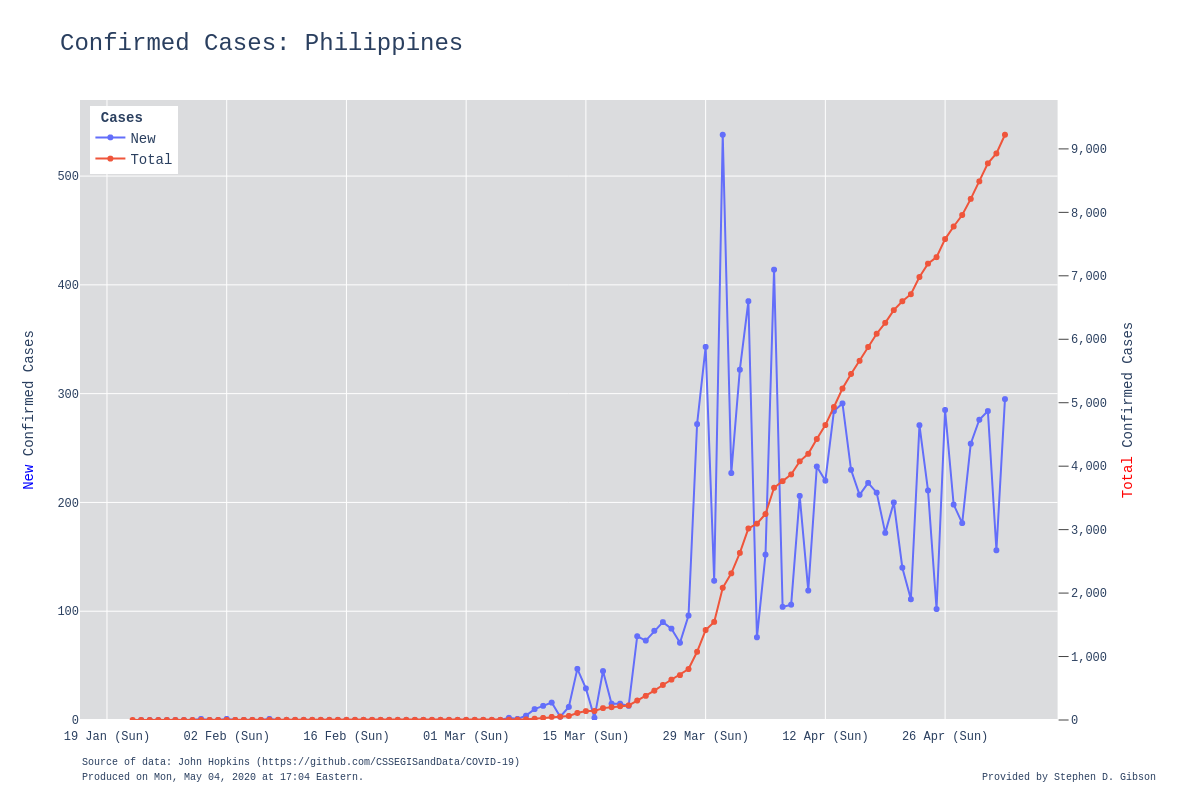 Confirmed Cases: Philippines
Cases
New
Total
500
400
300
200
100
0
9,000
8,000
7,000
6,000
5,000
4,000
3,000
2,000
1,000
0
New Confirmed Cases
Total Confirmed Cases
19 Jan (Sun) 02 Feb (Sun) 16 Feb (Sun) 01 Mar (Sun) 15 Mar (Sun) 29 Mar (Sun) 12 Apr (Sun) 26 Apr (Sun)
Source of data: John Hopkins (https://github.com/CSSEGISandData/COVID-19)
Produced on Mon, May 04, 2020 at 17:04 Eastern.
Provided by Stephen D. Gibson